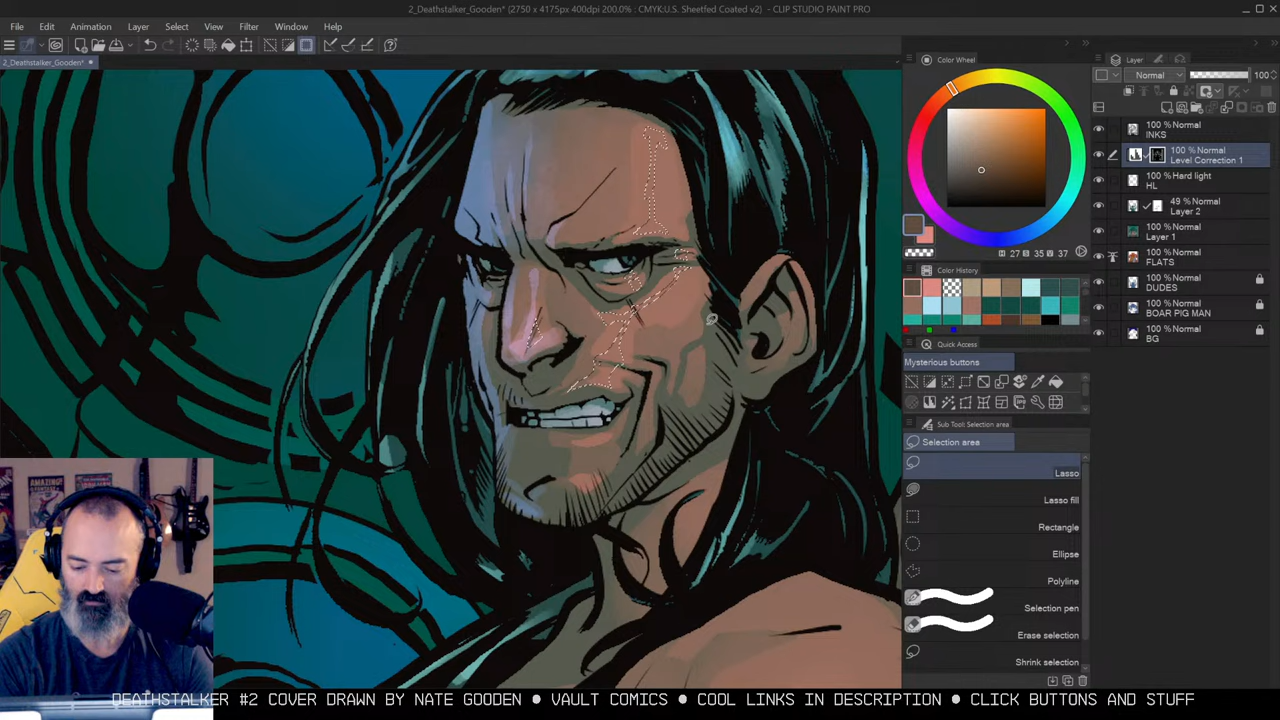 2_Deathstalker_Gooden* (2750 x 4175px 400dpi 200.0% : CMYK:U.S. Sheetfed Coated v2) - CLIP STUDIO PAINT PRO
File Edit Animation Layer Select View Filter Window Help
2_Deathstalker_Gooden*
Color Wheel
H 27 S 35 V 37
Color History
Quick Access
Mysterious buttons
Sub Tool: Selection area
Selection area
Lasso
Lasso fill
Rectangle
Ellipse
Polyline
Selection pen
Erase selection
Shrink selection
Layer
Normal 100
100 % Normal
INKS
100 % Normal
Level Correction 1
100 % Hard light
HL
49 % Normal
Layer 2
100 % Normal
Layer 1
100 % Normal
FLATS
100 % Normal
DUDES
100 % Normal
BOAR PIG MAN
100 % Normal
BG
AMAZING
DEATHSTALKER #2 COVER DRAWN BY NATE GOODEN ● VAULT COMICS ● COOL LINKS IN DESCRIPTION ● CLICK BUTTONS AND STUFF